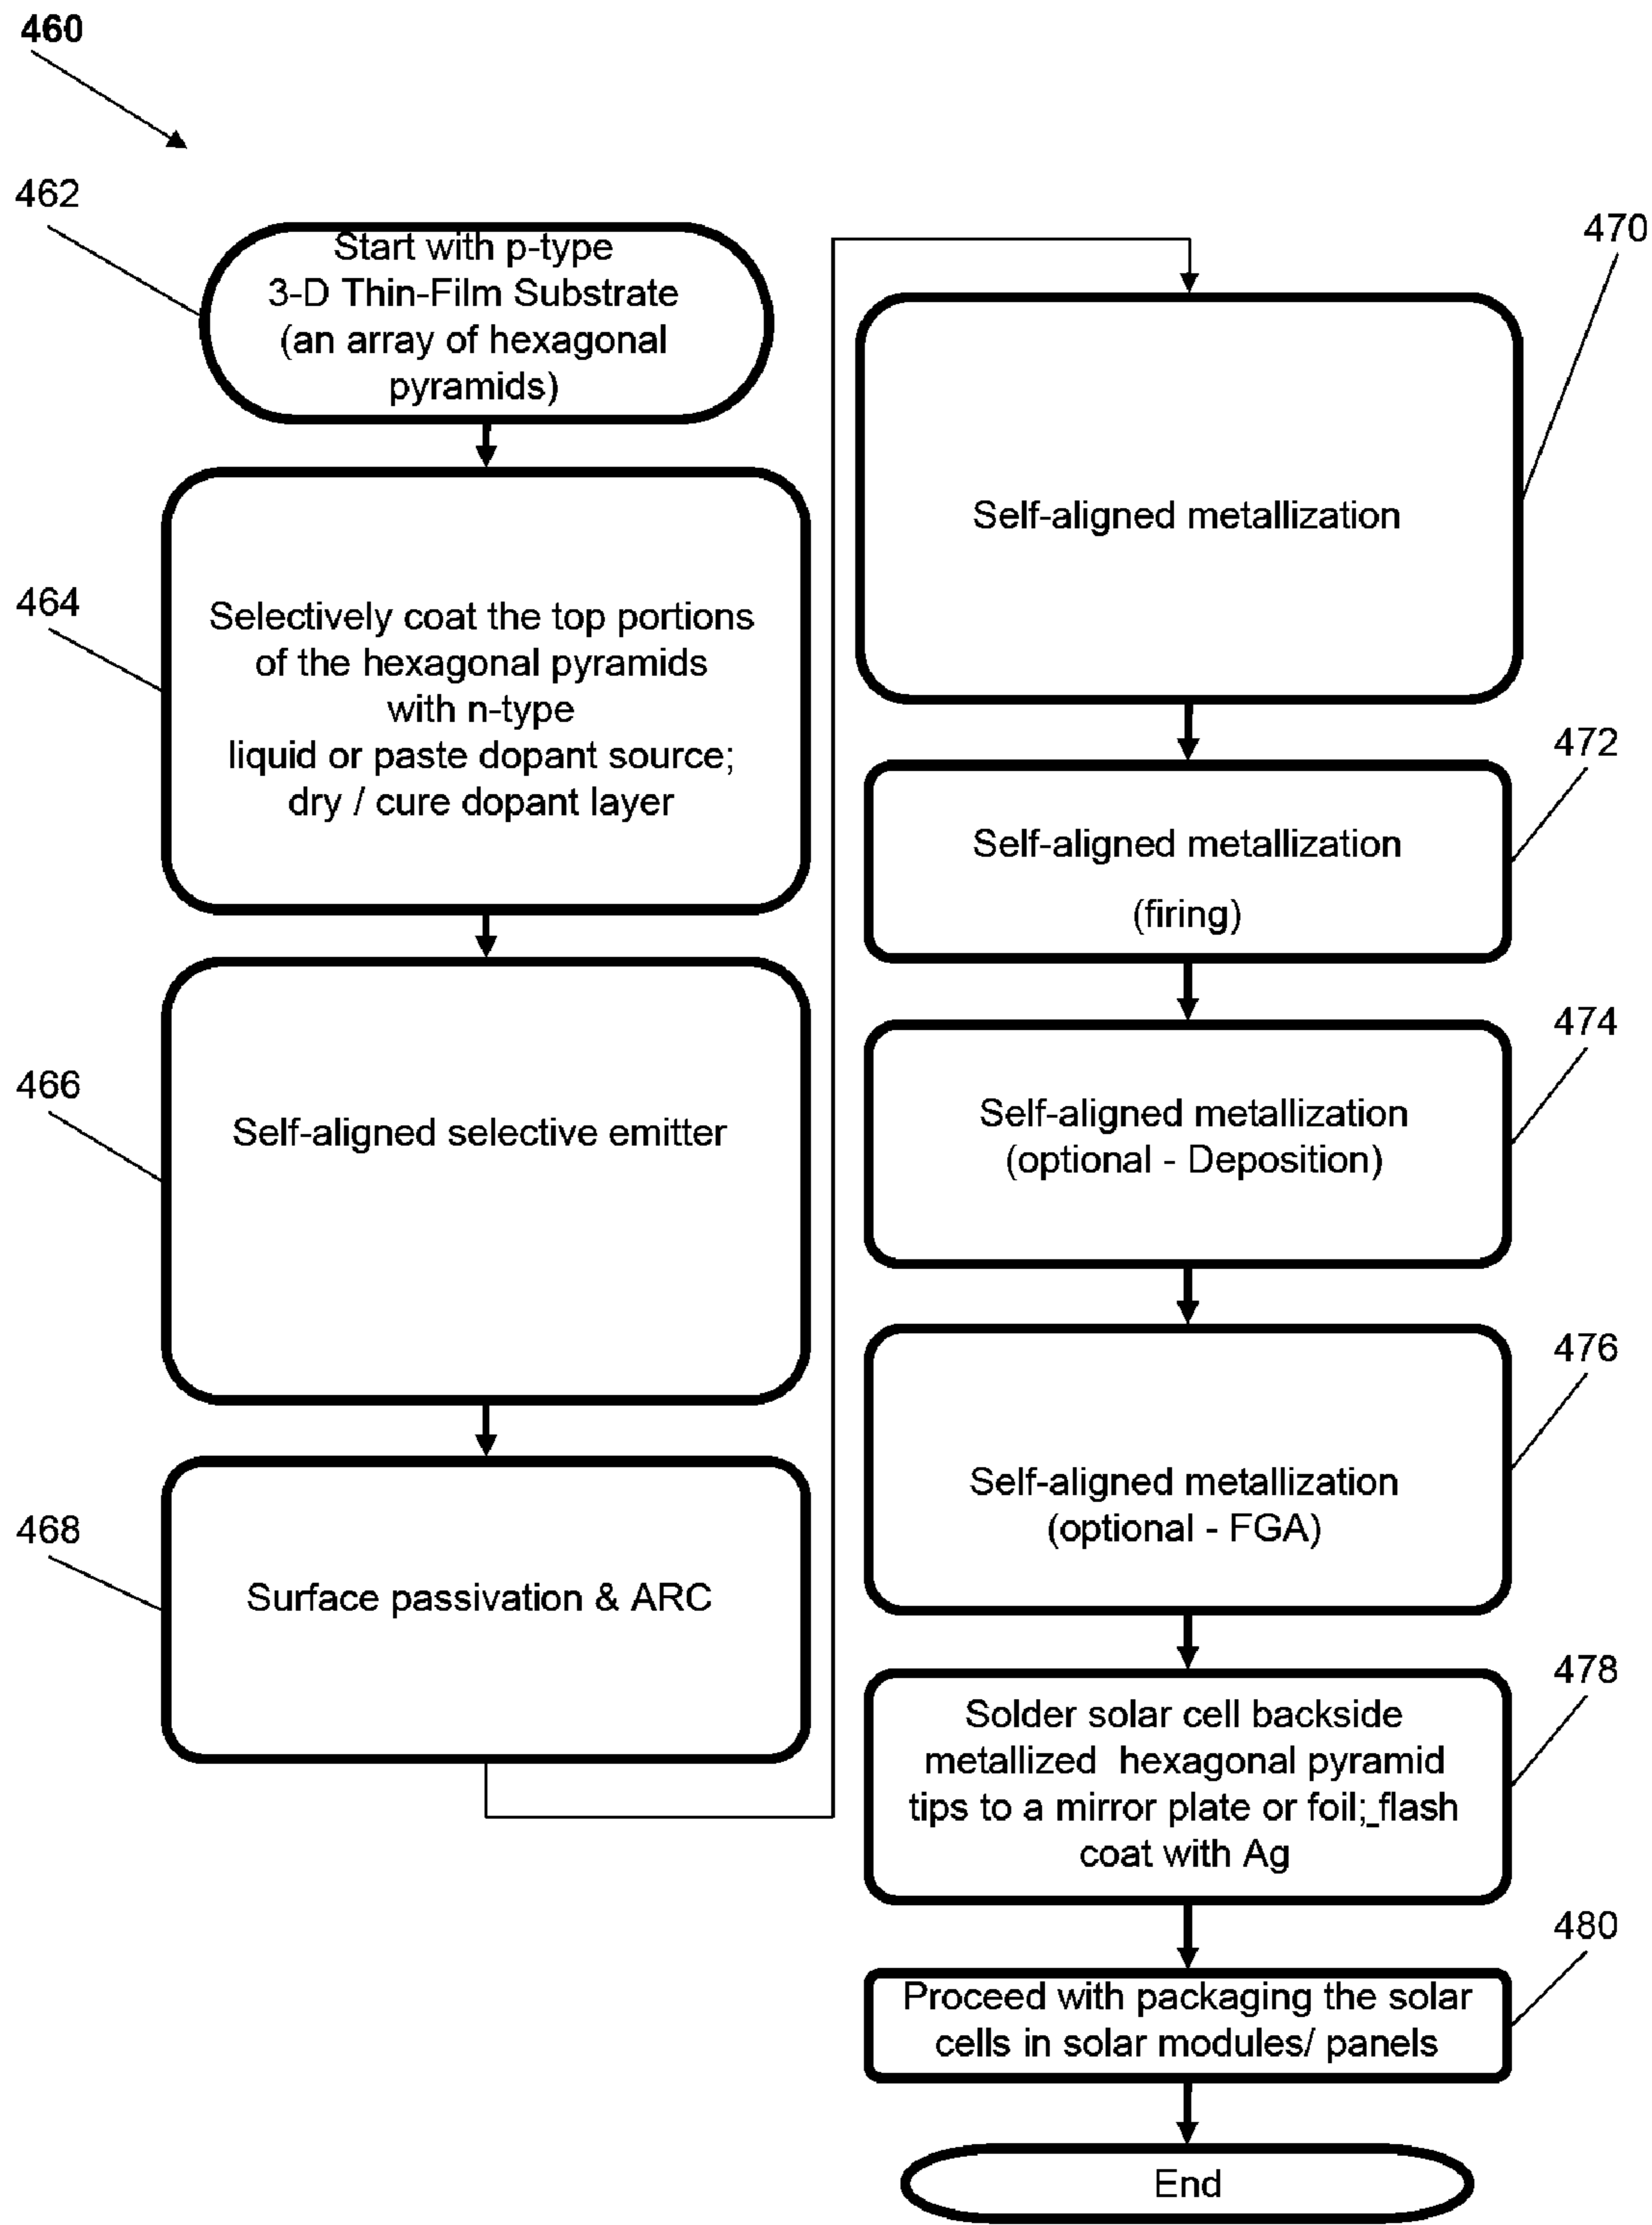 460
462
Start with p-type
3-D Thin-Film Substrate
(an array of hexagonal
pyramids)
464
Selectively coat the top portions
of the hexagonal pyramids
with n-type
liquid or paste dopant source;
dry / cure dopant layer
466
Self-aligned selective emitter
468
Surface passivation & ARC
470
Self-aligned metallization
472
Self-aligned metallization
(firing)
474
Self-aligned metallization
(optional - Deposition)
476
Self-aligned metallization
(optional - FGA)
478
Solder solar cell backside
metallized hexagonal pyramid
tips to a mirror plate or foil; flash
coat with Ag
480
Proceed with packaging the solar
cells in solar modules/ panels
End